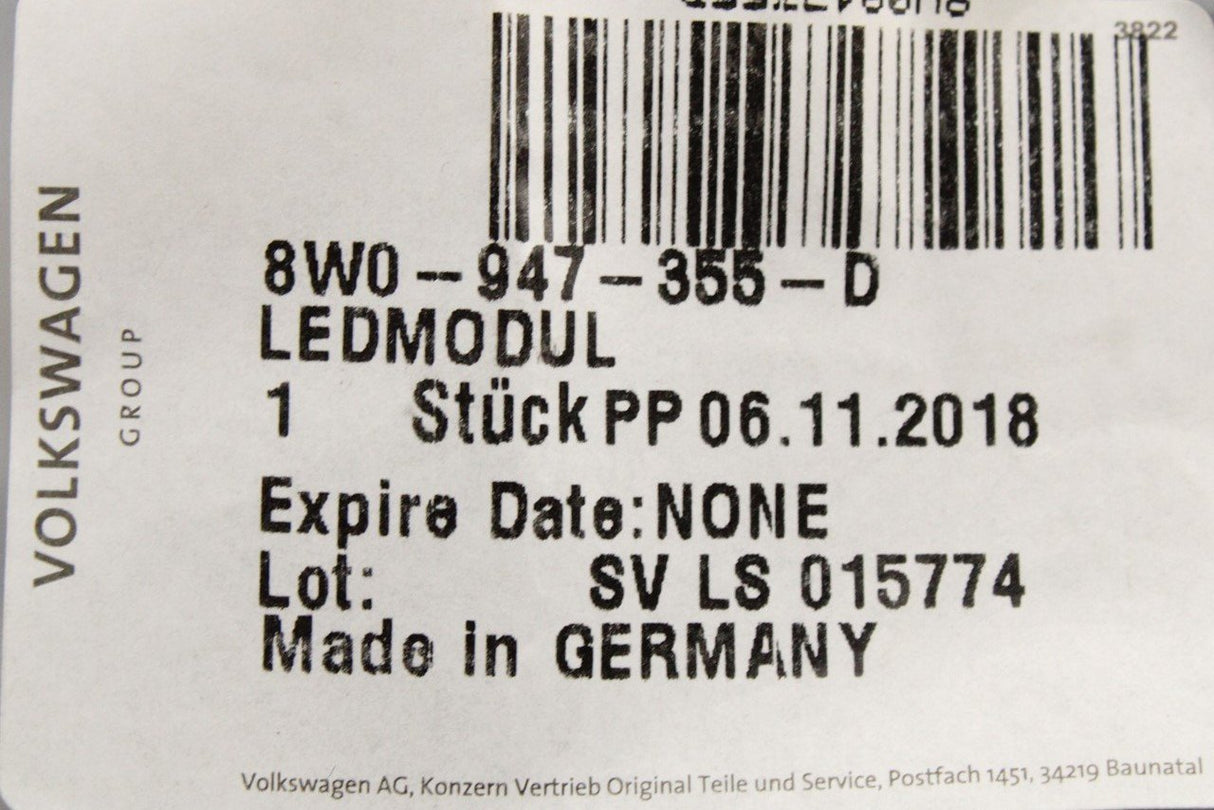 3822
8W0-947-355-D
LEDMODUL
1 Stück PP 06.11.2018
Expire Date: NONE
Lot: SV LS 015774
Made in GERMANY
VOLKSWAGEN
GROUP
Volkswagen AG, Konzern Vertrieb Original Teile und Service, Postfach 1451, 34219 Baunatal